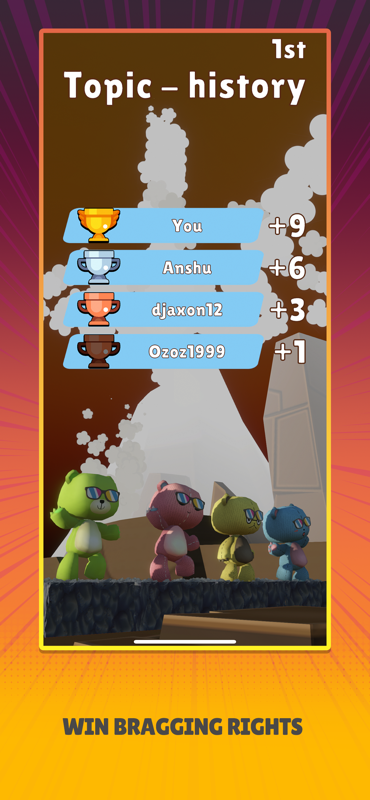 1st
Topic – history
You +9
Anshu +6
djaxon12 +3
Ozoz1999 +1
WIN BRAGGING RIGHTS